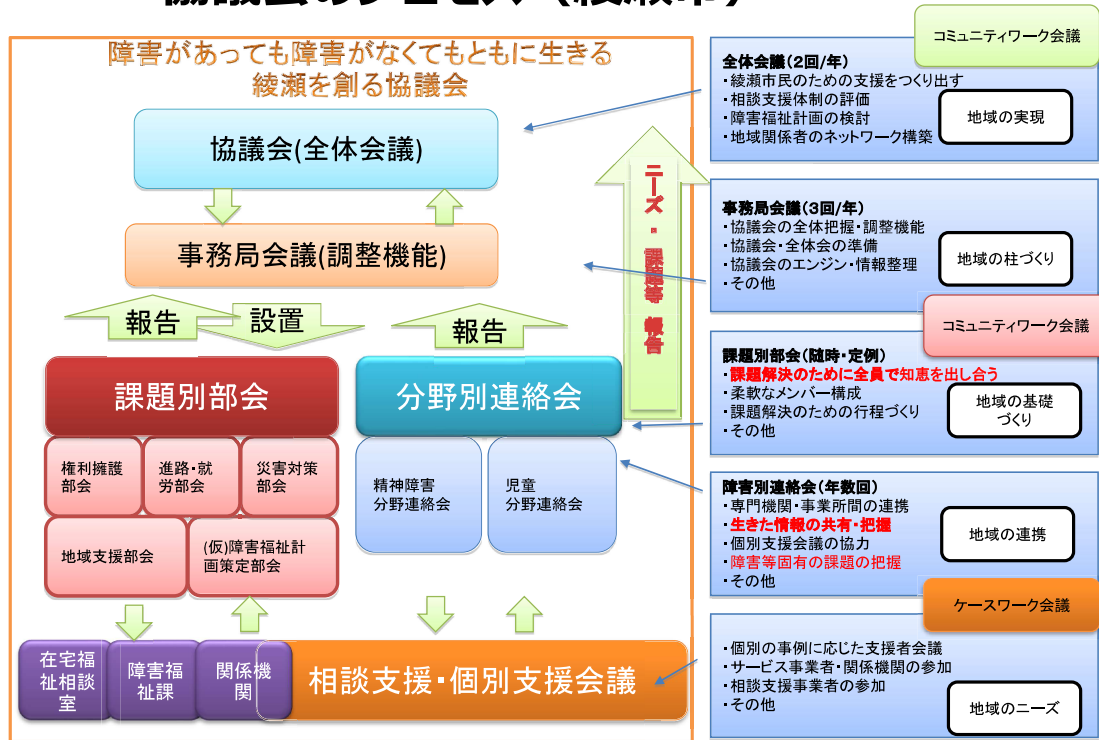 協議会のプロセス（綾瀬市）
障害があっても障害がなくてもともに生きる
綾瀬を創る協議会
協議会(全体会議)
事務局会議(調整機能)
報告
設置
報告
ニーズ・課題等 報告
課題別部会
分野別連絡会
権利擁護
部会
進路・就
労部会
災害対策
部会
地域支援部会
(仮)障害福祉計
画策定部会
精神障害
分野別連絡会
児童
分野別連絡会
在宅福
祉相談
室
障害福
祉課
関係機
関
相談支援・個別支援会議
コミュニティワーク会議
全体会議（２回/年）
・綾瀬市民のための支援をつくり出す
・相談支援体制の評価
・障害福祉計画の検討
・地域関係者のネットワーク構築
地域の実現
事務局会議（３回/年）
・協議会の全体把握・調整機能
・協議会・全体会の準備
・協議会のエンジン・情報整理
・その他
地域の柱づくり
コミュニティワーク会議
課題別部会（随時・定例）
・課題解決のために全員で知恵を出し合う
・柔軟なメンバー構成
・課題解決のための行程づくり
・その他
地域の基礎
づくり
障害別連絡会（年数回）
・専門機関・事業所間の連携
・生きた情報の共有・把握
・個別支援会議の協力
・障害等固有の課題の把握
・その他
地域の連携
ケースワーク会議
・個別の事例に応じた支援者会議
・サービス事業者・関係機関の参加
・相談支援事業者の参加
・その他
地域のニーズ